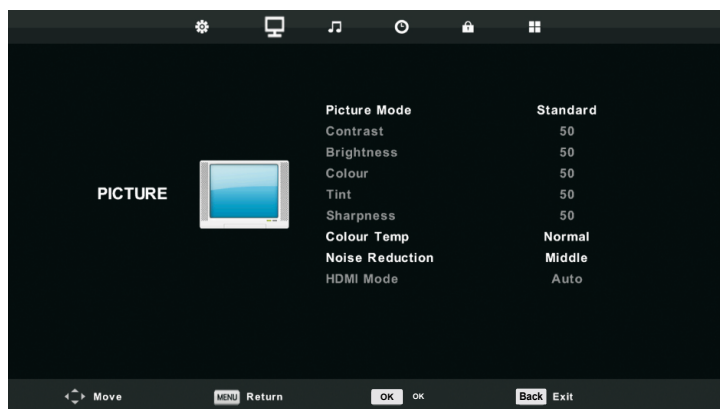 PICTURE
Picture Mode Standard
Contrast 50
Brightness 50
Colour 50
Tint 50
Sharpness 50
Colour Temp Normal
Noise Reduction Middle
HDMI Mode Auto
Move MENU Return OK OK Back Exit